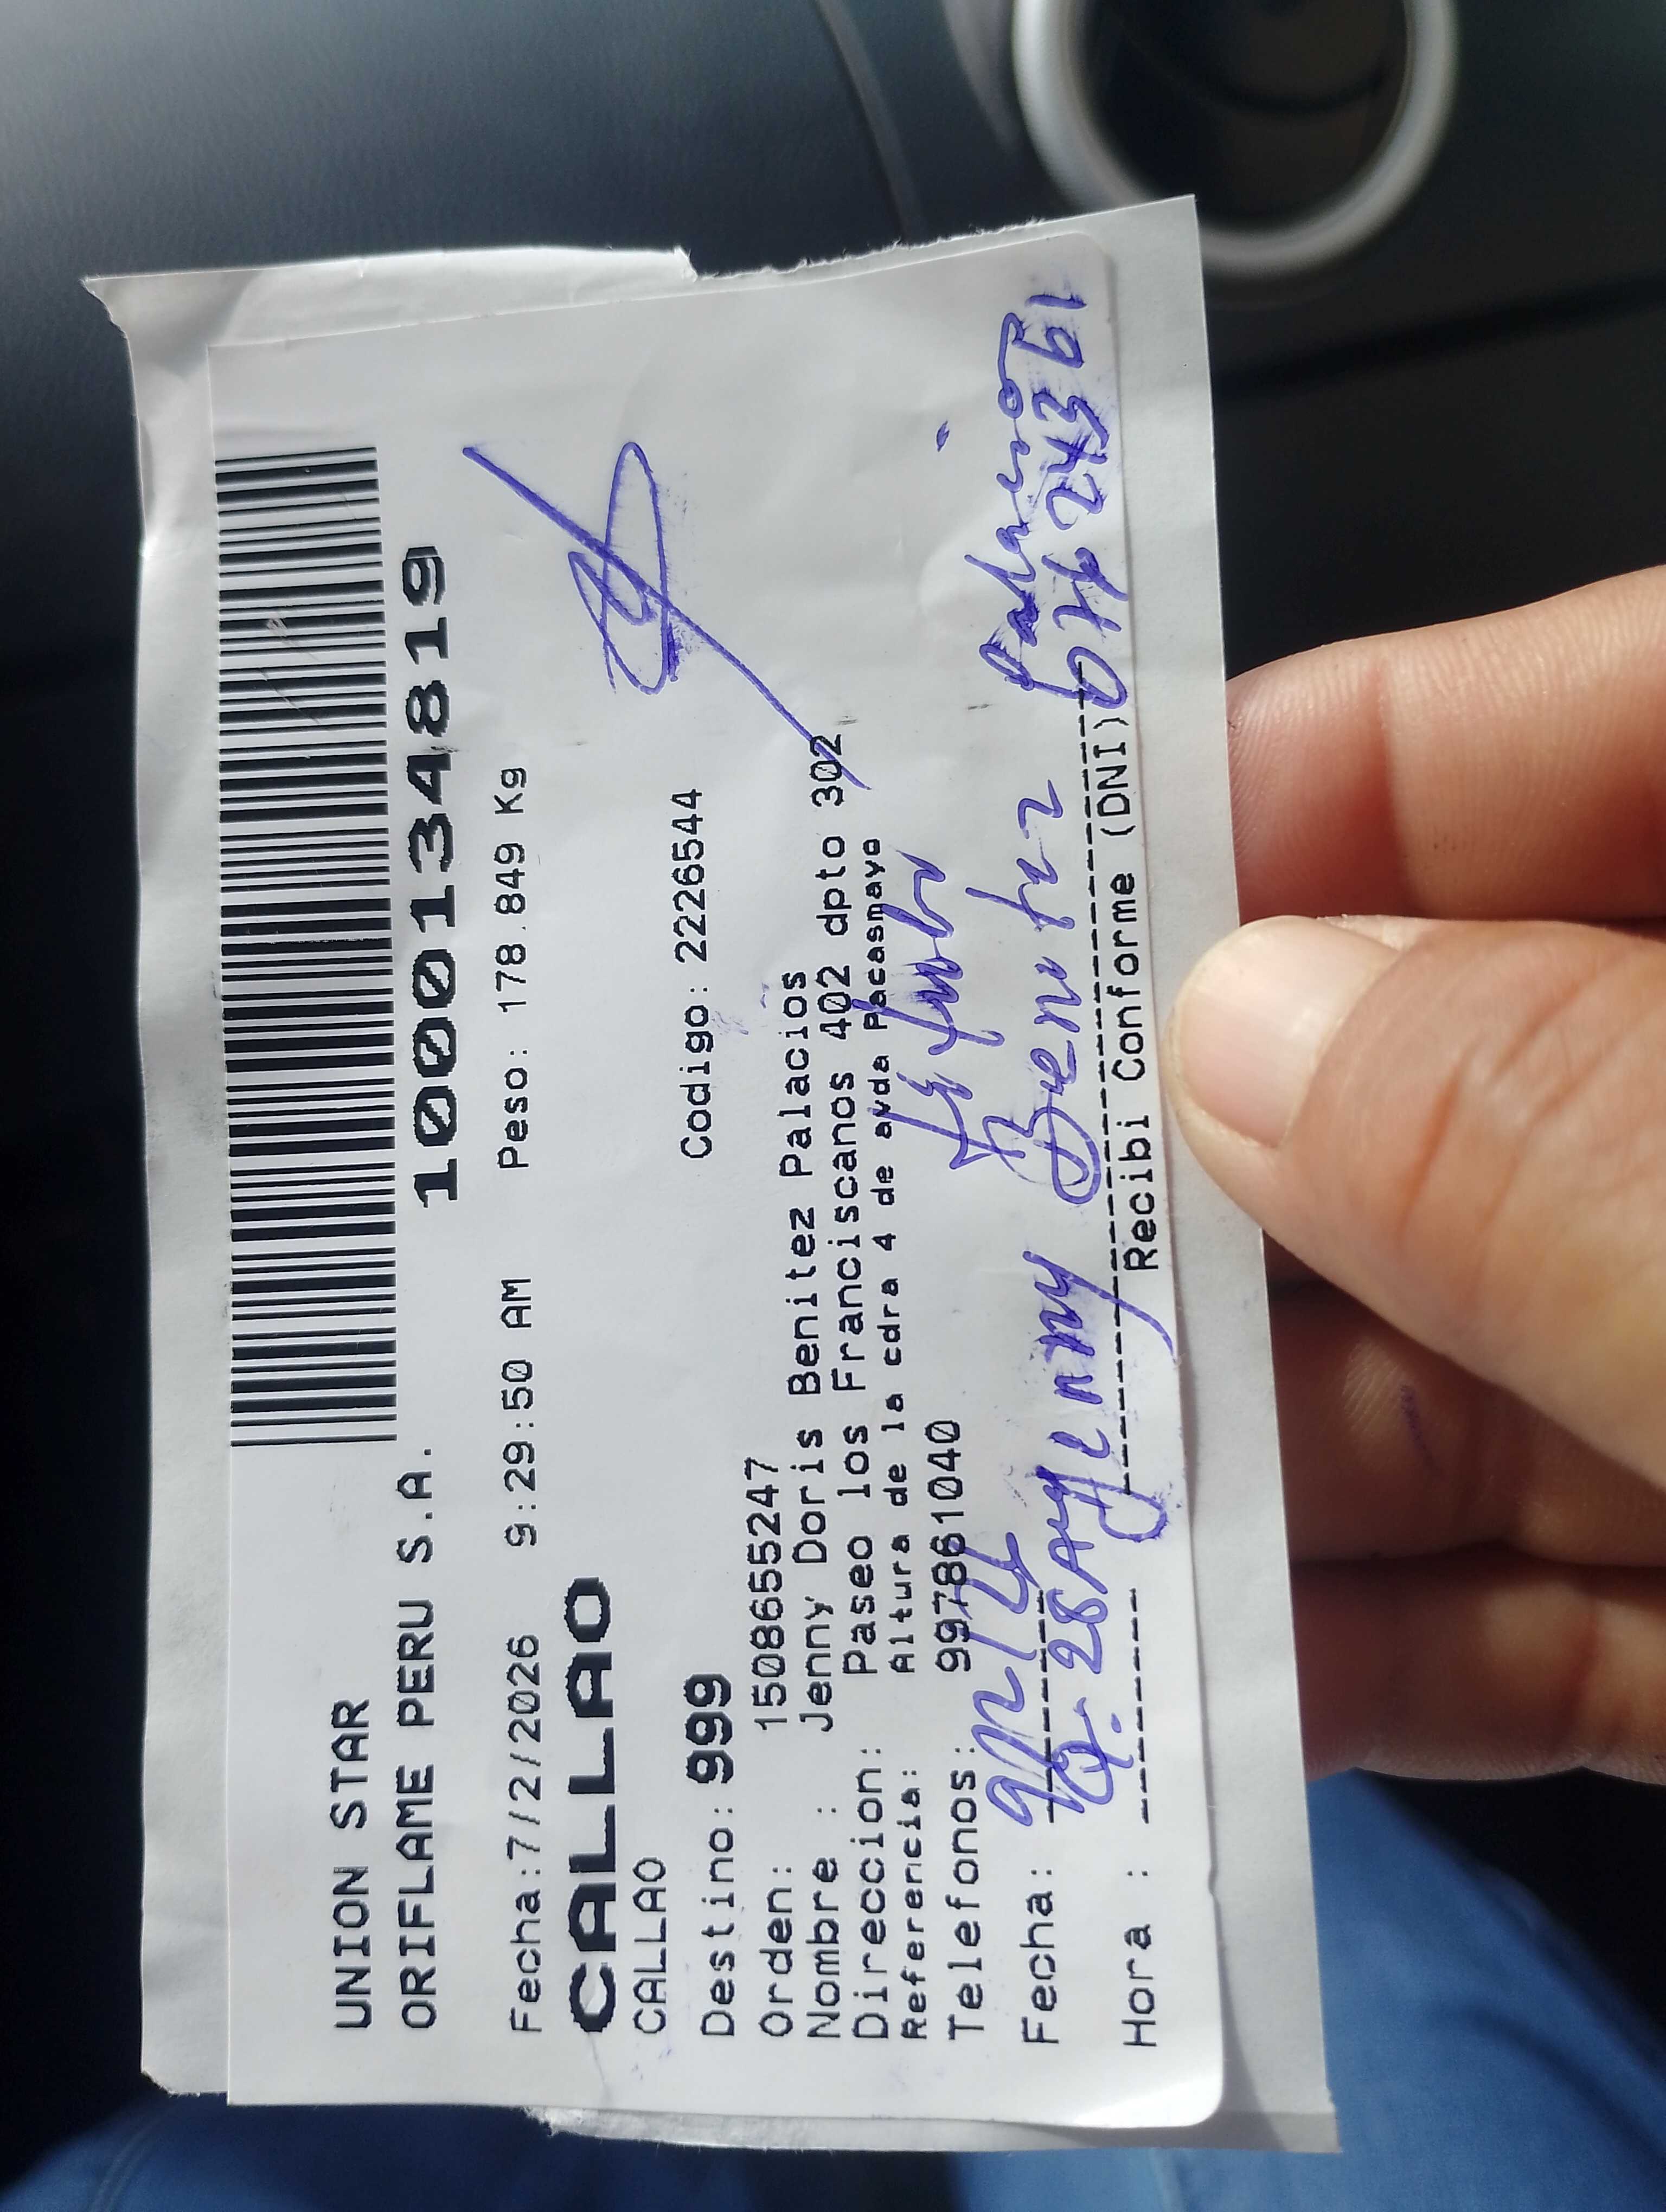 UNION STAR
ORIFLAME PERU S.A.
1000134819
Fecha:7/2/2026 9:29:50 AM Peso: 178.849 Kg
CALLAO
CALLAO
Destino: 999 Codigo: 2226544
Orden: 1508655247
Nombre : Jenny Doris Benitez Palacios
Direccion: Paseo los Franciscanos 402 dpto 302
Referencia: Altura de la cdra 4 de avda Pacasmayo
Telefonos: 997861040
Titular
Fecha:
Jenny Benitez Palacios
Hora :
Recibi Conforme (DNI)